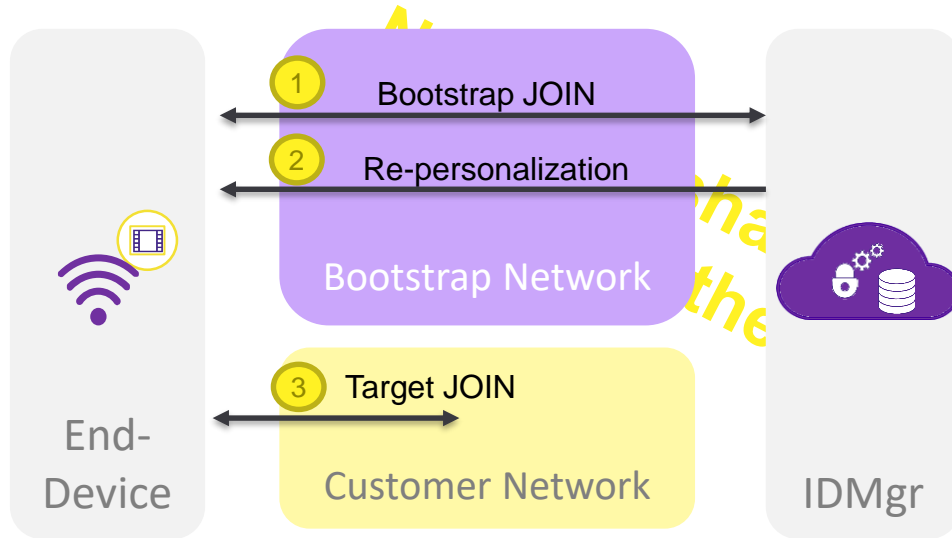 1
Bootstrap JOIN
2
Re-personalization
Bootstrap Network
3
Target JOIN
End-
Device
Customer Network
IDMgr